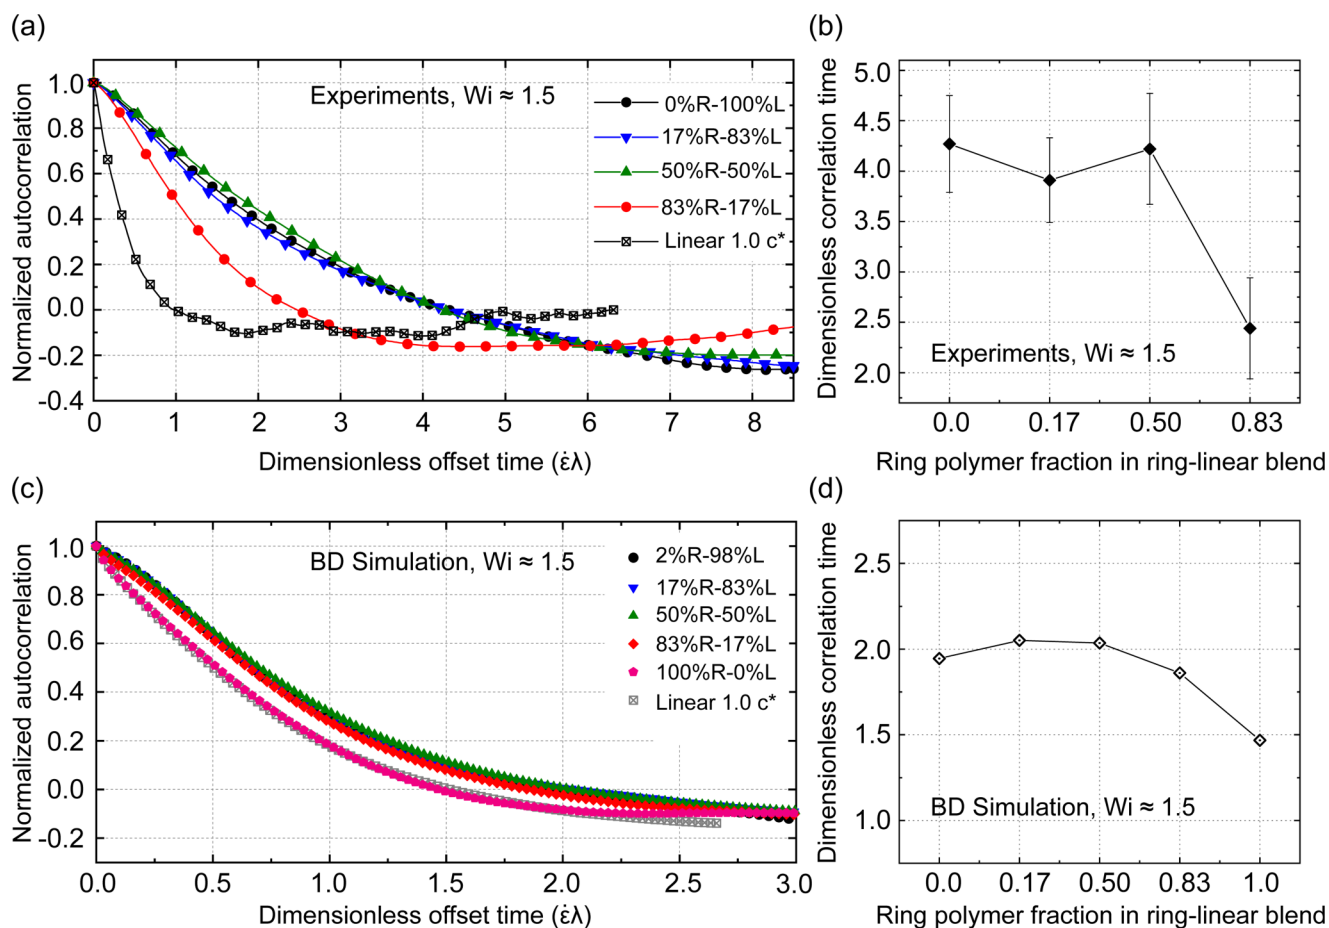 (a)
Normalized autocorrelation
1.0
0.8
0.6
0.4
0.2
0.0
-0.2
-0.4
Experiments, Wi ≈ 1.5
0%R-100%L
17%R-83%L
50%R-50%L
83%R-17%L
Linear 1.0 c*
0 1 2 3 4 5 6 7 8
Dimensionless offset time (ε̇λ)
(b)
Dimensionless correlation time
5.0
4.5
4.0
3.5
3.0
2.5
2.0
Experiments, Wi ≈ 1.5
0.0 0.17 0.50 0.83
Ring polymer fraction in ring-linear blend
(c)
Normalized autocorrelation
1.0
0.8
0.6
0.4
0.2
0.0
-0.2
BD Simulation, Wi ≈ 1.5
2%R-98%L
17%R-83%L
50%R-50%L
83%R-17%L
100%R-0%L
Linear 1.0 c*
0.0 0.5 1.0 1.5 2.0 2.5 3.0
Dimensionless offset time (ε̇λ)
(d)
Dimensionless correlation time
2.5
2.0
1.5
1.0
BD Simulation, Wi ≈ 1.5
0.0 0.17 0.50 0.83 1.0
Ring polymer fraction in ring-linear blend